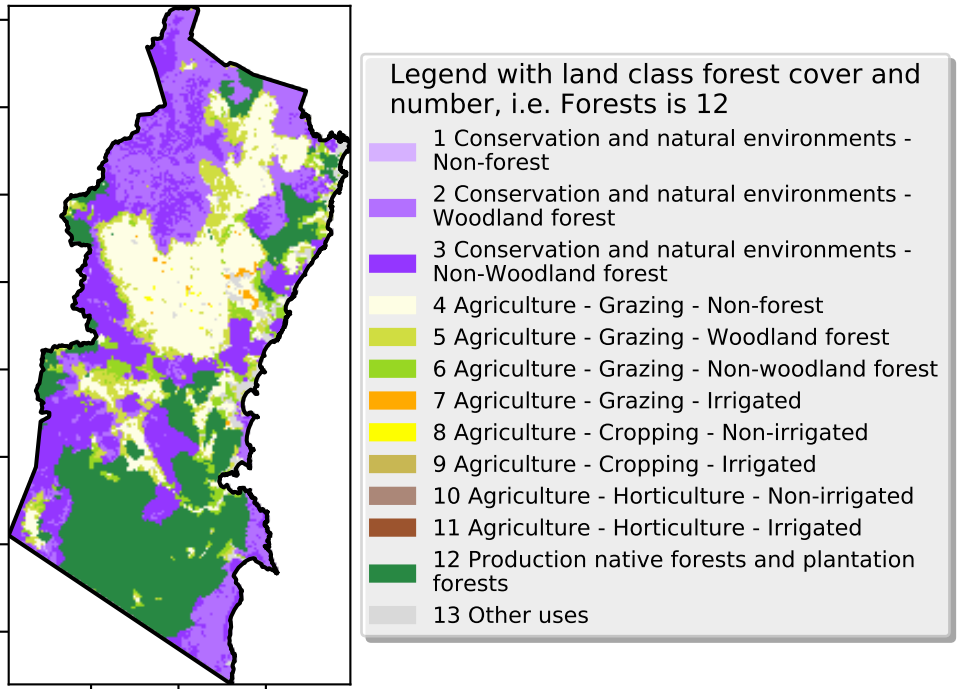 Legend with land class forest cover and
number, i.e. Forests is 12
1 Conservation and natural environments -
Non-forest
2 Conservation and natural environments -
Woodland forest
3 Conservation and natural environments -
Non-Woodland forest
4 Agriculture - Grazing - Non-forest
5 Agriculture - Grazing - Woodland forest
6 Agriculture - Grazing - Non-woodland forest
7 Agriculture - Grazing - Irrigated
8 Agriculture - Cropping - Non-irrigated
9 Agriculture - Cropping - Irrigated
10 Agriculture - Horticulture - Non-irrigated
11 Agriculture - Horticulture - Irrigated
12 Production native forests and plantation
forests
13 Other uses